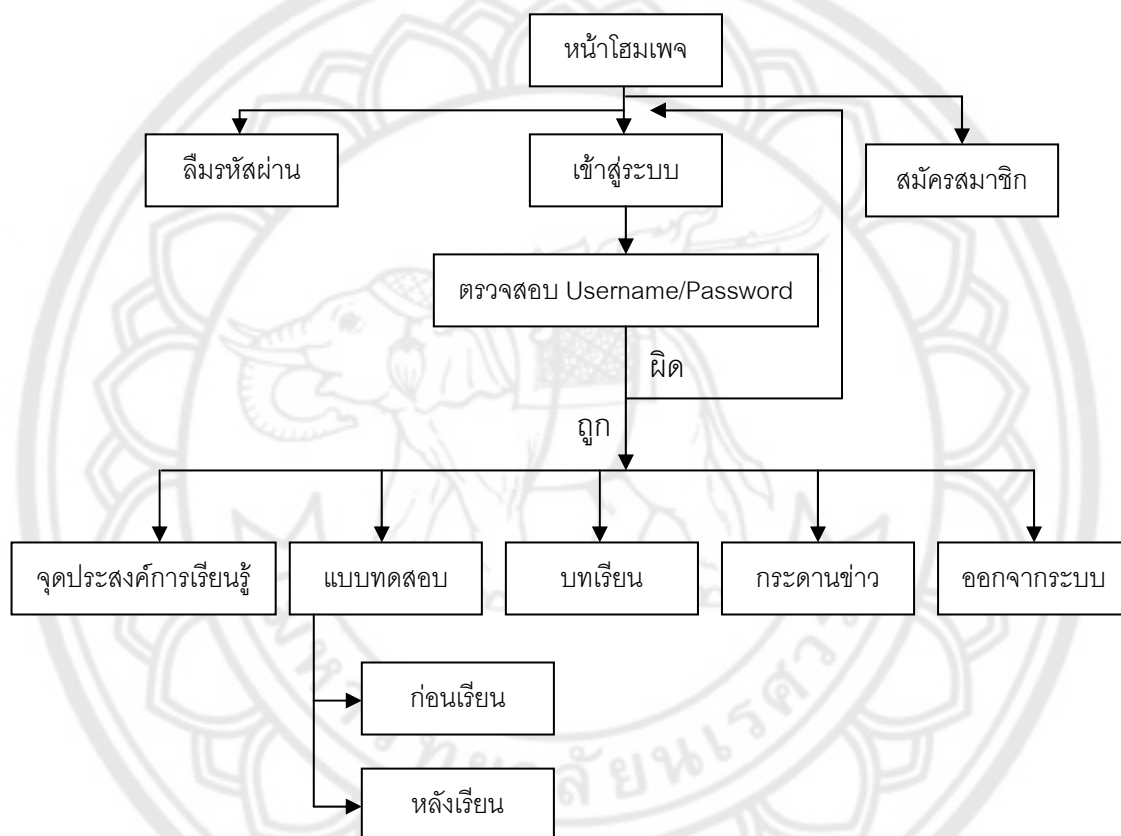 หน้าโฮมเพจ
ลืมรหัสผ่าน
เข้าสู่ระบบ
สมัครสมาชิก
ตรวจสอบ Username/Password
ผิด
ถูก
จุดประสงค์การเรียนรู้
แบบทดสอบ
บทเรียน
กระดานข่าว
ออกจากระบบ
ก่อนเรียน
หลังเรียน